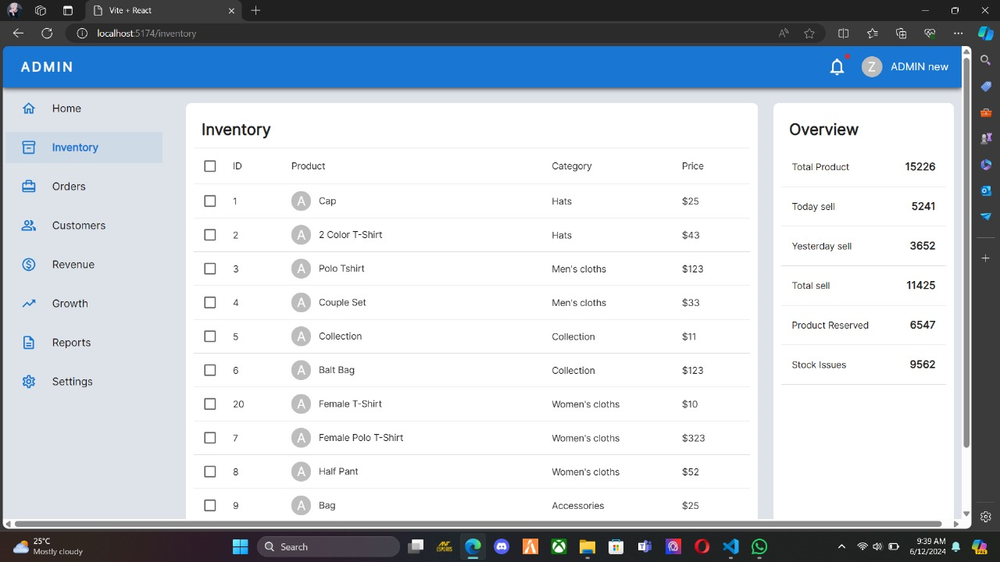 Vite + React
localhost:5174/inventory
ADMIN
Z ADMIN new
Home
Inventory
Orders
Customers
Revenue
Growth
Reports
Settings
Inventory
ID Product Category Price
1 A Cap Hats $25
2 A 2 Color T-Shirt Hats $43
3 A Polo Tshirt Men's cloths $123
4 A Couple Set Men's cloths $33
5 A Collection Collection $11
6 A Balt Bag Collection $123
20 A Female T-Shirt Women's cloths $10
7 A Female Polo T-Shirt Women's cloths $323
8 A Half Pant Women's cloths $52
9 A Bag Accessories $25
Overview
Total Product 15226
Today sell 5241
Yesterday sell 3652
Total sell 11425
Product Reserved 6547
Stock Issues 9562
25°C
Mostly cloudy
Search
ANF
ESPORTS
9:39 AM
6/12/2024
PRE